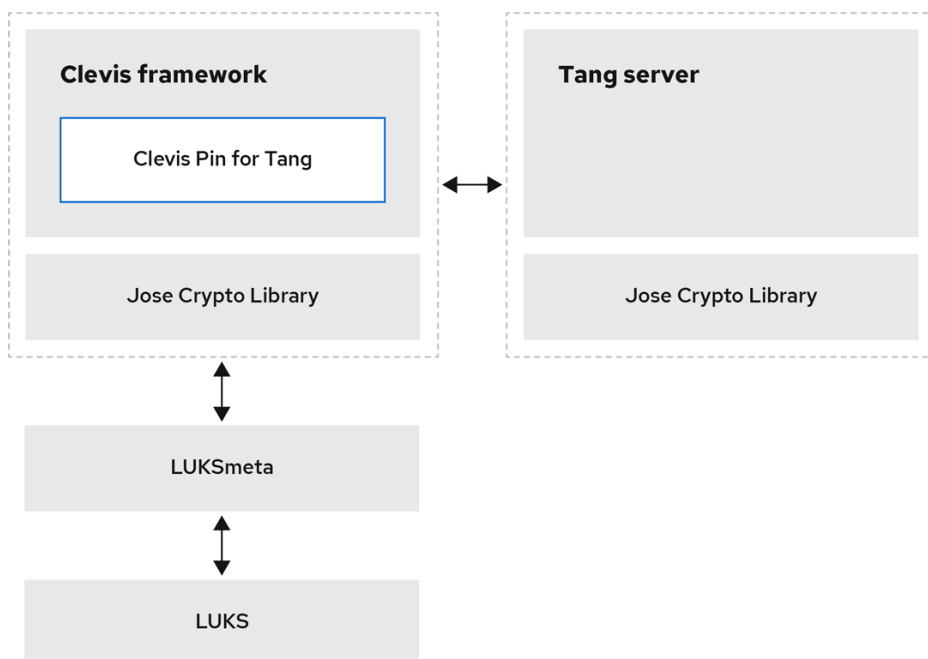 Clevis framework
Clevis Pin for Tang
Jose Crypto Library
Tang server
Jose Crypto Library
LUKSmeta
LUKS